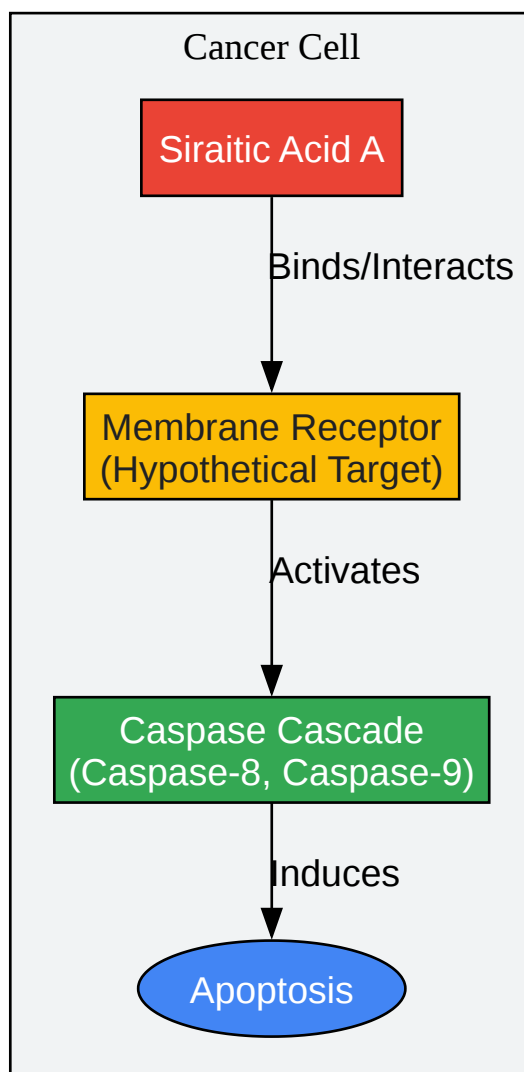 Cancer Cell
Siraitic Acid A
Binds/Interacts
Membrane Receptor
(Hypothetical Target)
Activates
Caspase Cascade
(Caspase-8, Caspase-9)
Induces
Apoptosis